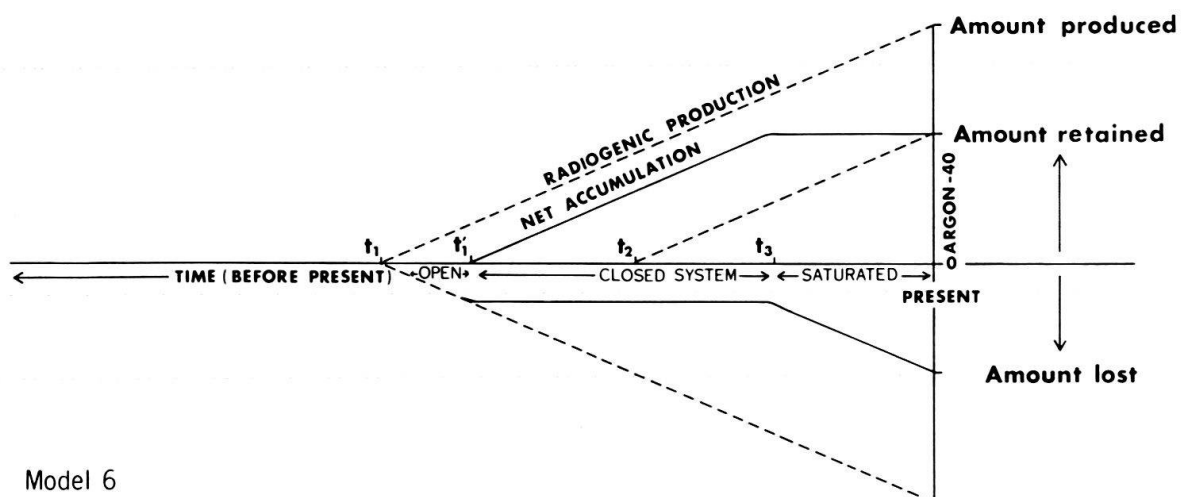 Amount produced
RADIOGENIC PRODUCTION
Amount retained
NET ACCUMULATION
ARGON-40
t₁
t₁′
t₂
t₃
0
TIME (BEFORE PRESENT)
OPEN
CLOSED SYSTEM
SATURATED
PRESENT
Amount lost
Model 6